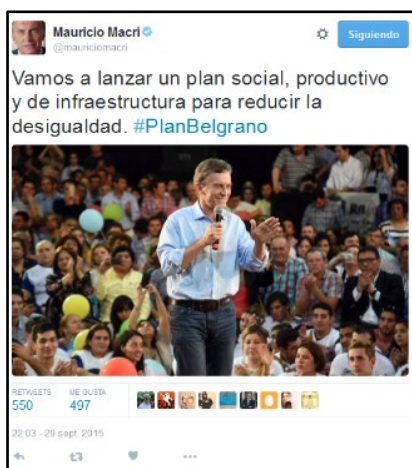 Mauricio Macri
@mauriciomacri
Siguiendo
Vamos a lanzar un plan social, productivo
y de infraestructura para reducir la
desigualdad. #PlanBelgrano
RETWEETS
550
ME GUSTA
497
22:03 - 29 sept. 2015